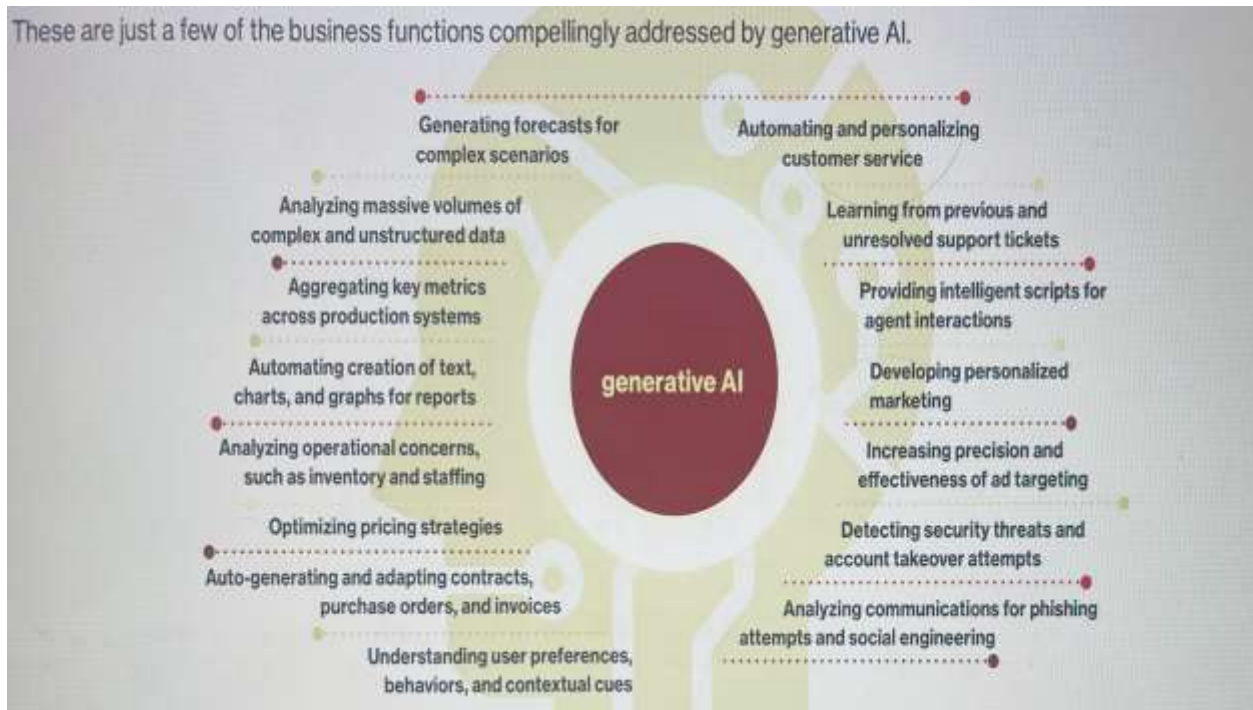 These are just a few of the business functions compellingly addressed by generative AI.
Generating forecasts for
complex scenarios
Analyzing massive volumes of
complex and unstructured data
Aggregating key metrics
across production systems
Automating creation of text,
charts, and graphs for reports
Analyzing operational concerns,
such as inventory and staffing
Optimizing pricing strategies
Auto-generating and adapting contracts,
purchase orders, and invoices
Understanding user preferences,
behaviors, and contextual cues
generative AI
Automating and personalizing
customer service
Learning from previous and
unresolved support tickets
Providing intelligent scripts for
agent interactions
Developing personalized
marketing
Increasing precision and
effectiveness of ad targeting
Detecting security threats and
account takeover attempts
Analyzing communications for phishing
attempts and social engineering